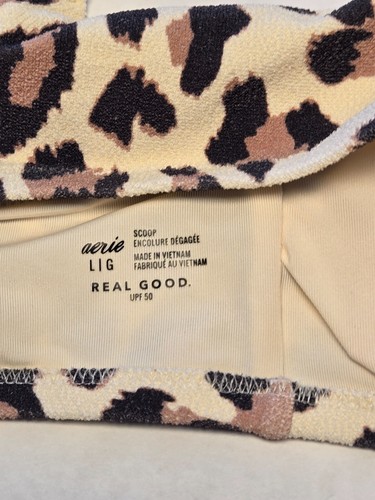 aerie
L | G
SCOOP
ENCOLURE DÉGAGÉE
MADE IN VIETNAM
FABRIQUÉ AU VIETNAM
REAL GOOD.
UPF 50